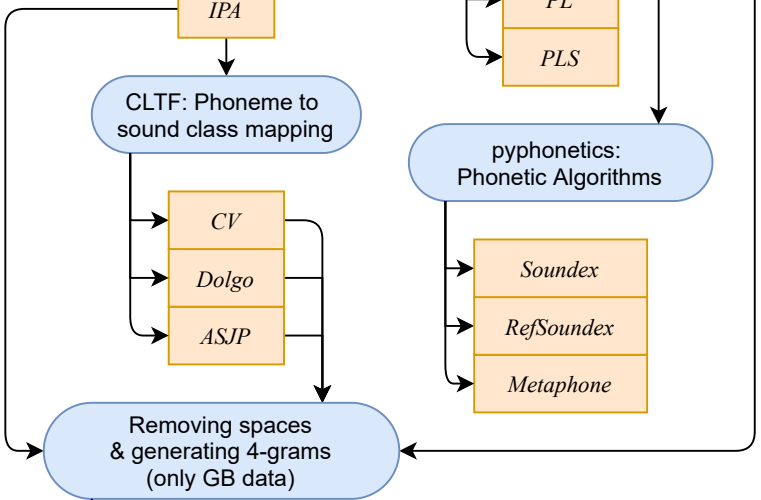 IPA
PL
PLS
CLTF: Phoneme to
sound class mapping
pyphonetics:
Phonetic Algorithms
CV
Dolgo
ASJP
Soundex
RefSoundex
Metaphone
Removing spaces
& generating 4-grams
(only GB data)